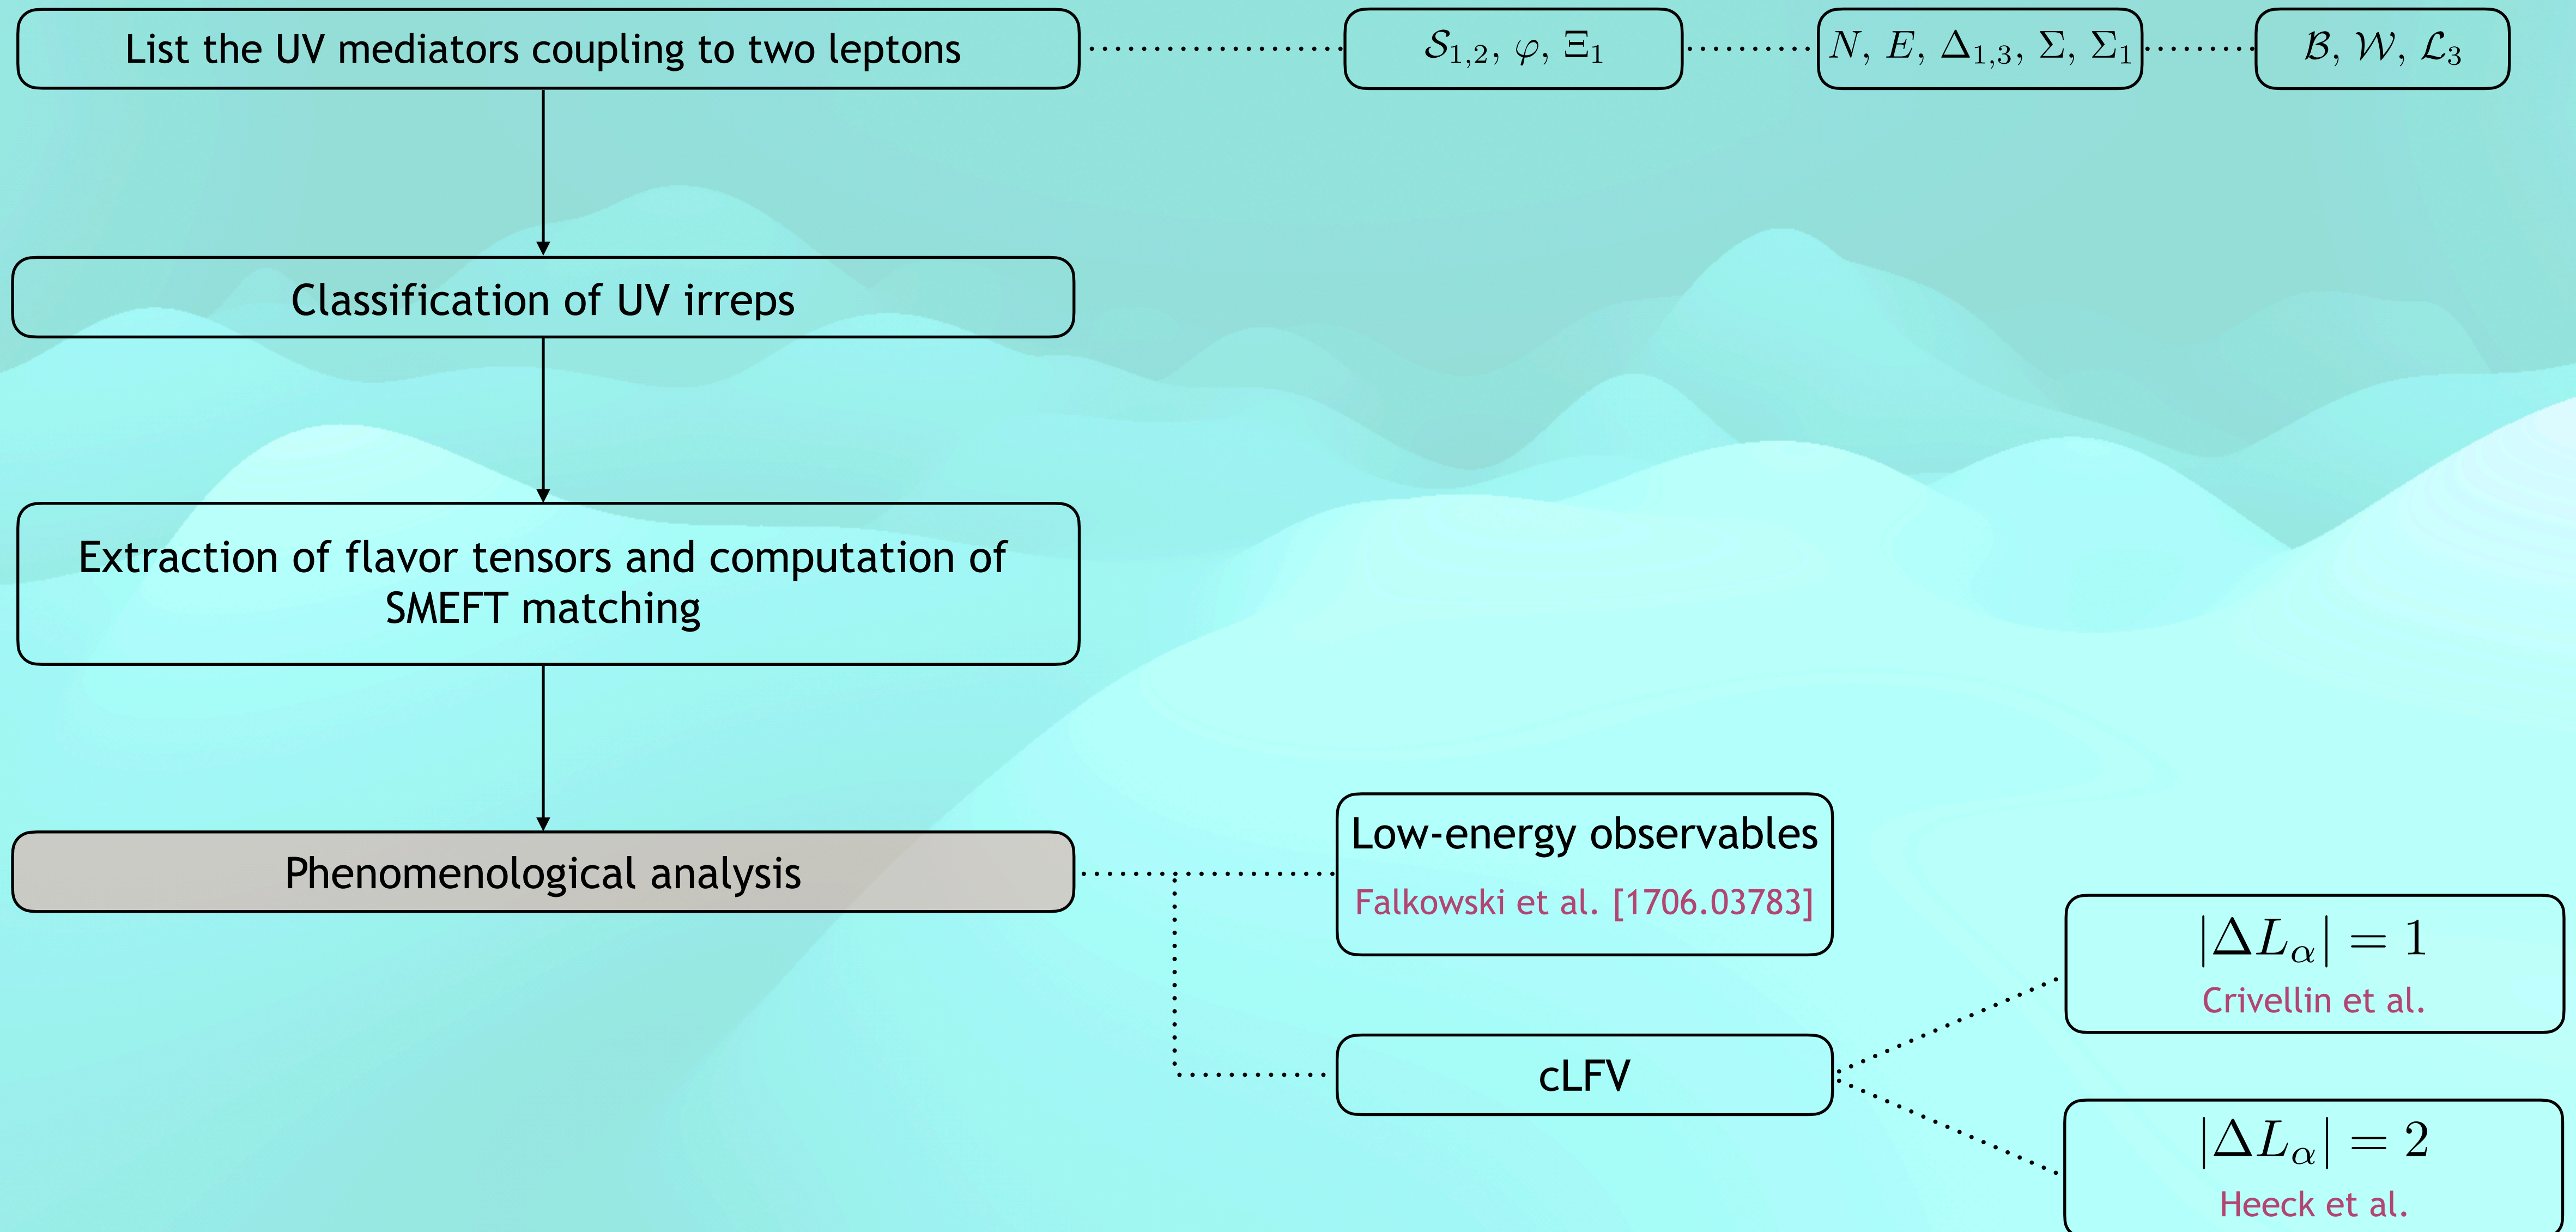 List the UV mediators coupling to two leptons
𝒮₁,₂, φ, Ξ₁
N, E, Δ₁,₃, Σ, Σ₁
ℬ, 𝒲, ℒ₃
Classification of UV irreps
Extraction of flavor tensors and computation of
SMEFT matching
Phenomenological analysis
Low-energy observables
Falkowski et al. [1706.03783]
cLFV
|ΔL_α| = 1
Crivellin et al.
|ΔL_α| = 2
Heeck et al.